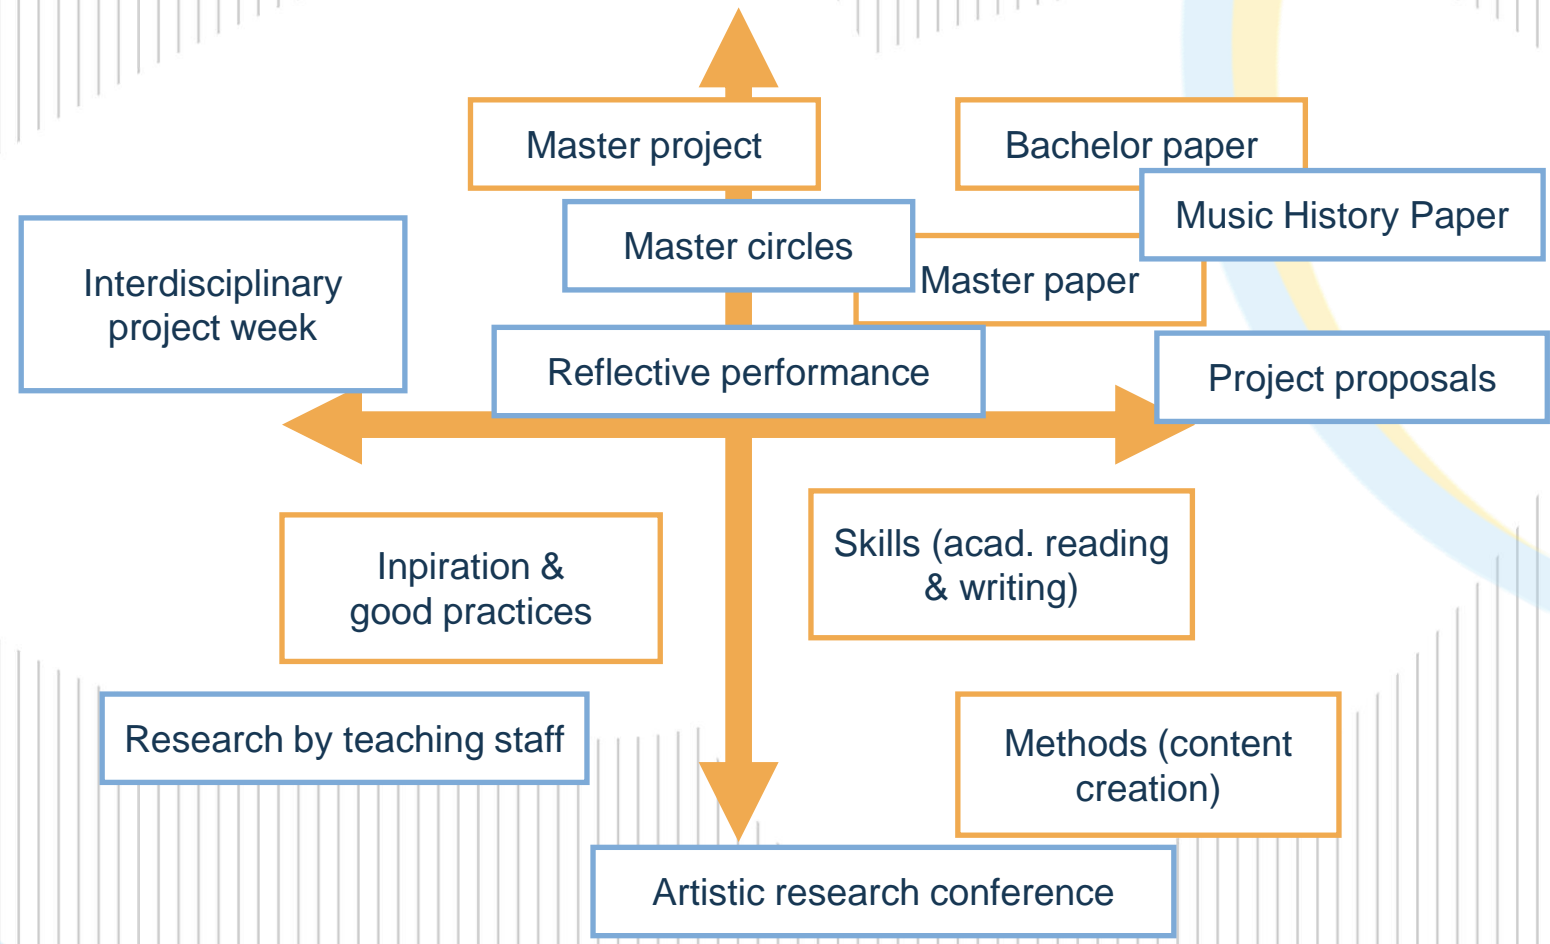 Master project
Bachelor paper
Music History Paper
Master circles
Master paper
Interdisciplinary
project week
Reflective performance
Project proposals
Skills (acad. reading
& writing)
Inpiration &
good practices
Research by teaching staff
Methods (content
creation)
Artistic research conference